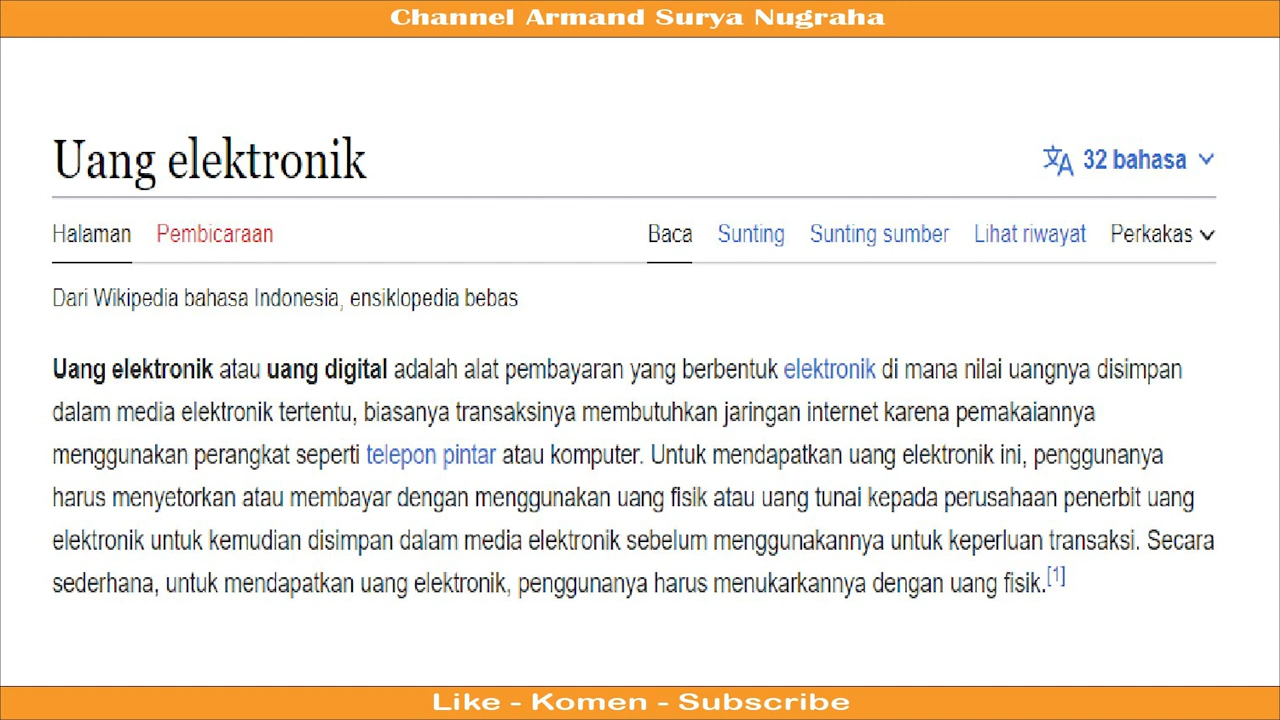 Channel Armand Surya Nugraha
Uang elektronik
32 bahasa
Halaman Pembicaraan Baca Sunting Sunting sumber Lihat riwayat Perkakas
Dari Wikipedia bahasa Indonesia, ensiklopedia bebas
Uang elektronik atau uang digital adalah alat pembayaran yang berbentuk elektronik di mana nilai uangnya disimpan
dalam media elektronik tertentu, biasanya transaksinya membutuhkan jaringan internet karena pemakaiannya
menggunakan perangkat seperti telepon pintar atau komputer. Untuk mendapatkan uang elektronik ini, penggunanya
harus menyetorkan atau membayar dengan menggunakan uang fisik atau uang tunai kepada perusahaan penerbit uang
elektronik untuk kemudian disimpan dalam media elektronik sebelum menggunakannya untuk keperluan transaksi. Secara
sederhana, untuk mendapatkan uang elektronik, penggunanya harus menukarkannya dengan uang fisik.[1]
Like - Komen - Subscribe